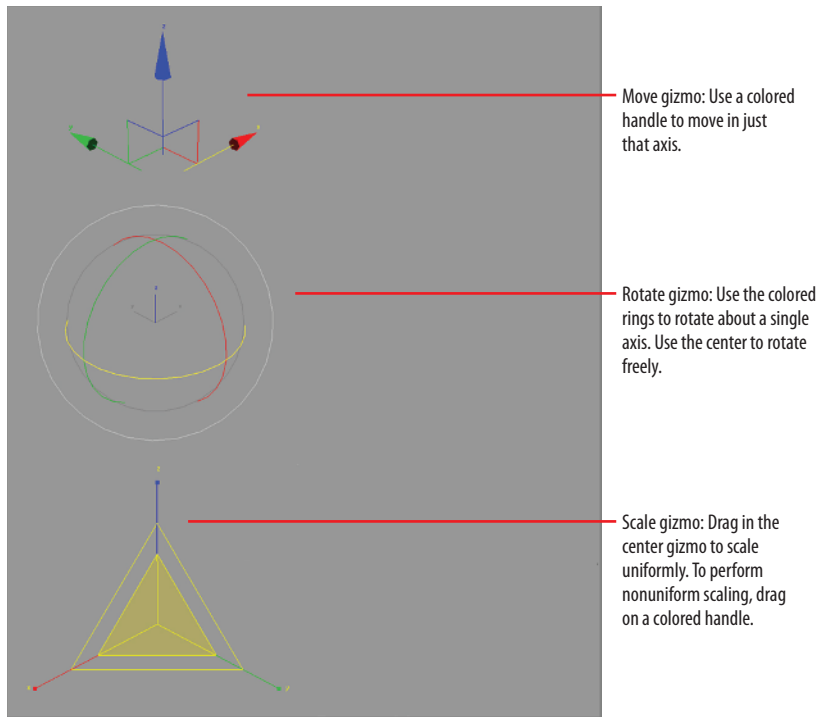 Move gizmo: Use a colored
handle to move in just
that axis.
Rotate gizmo: Use the colored
rings to rotate about a single
axis. Use the center to rotate
freely.
Scale gizmo: Drag in the
center gizmo to scale
uniformly. To perform
nonuniform scaling, drag
on a colored handle.